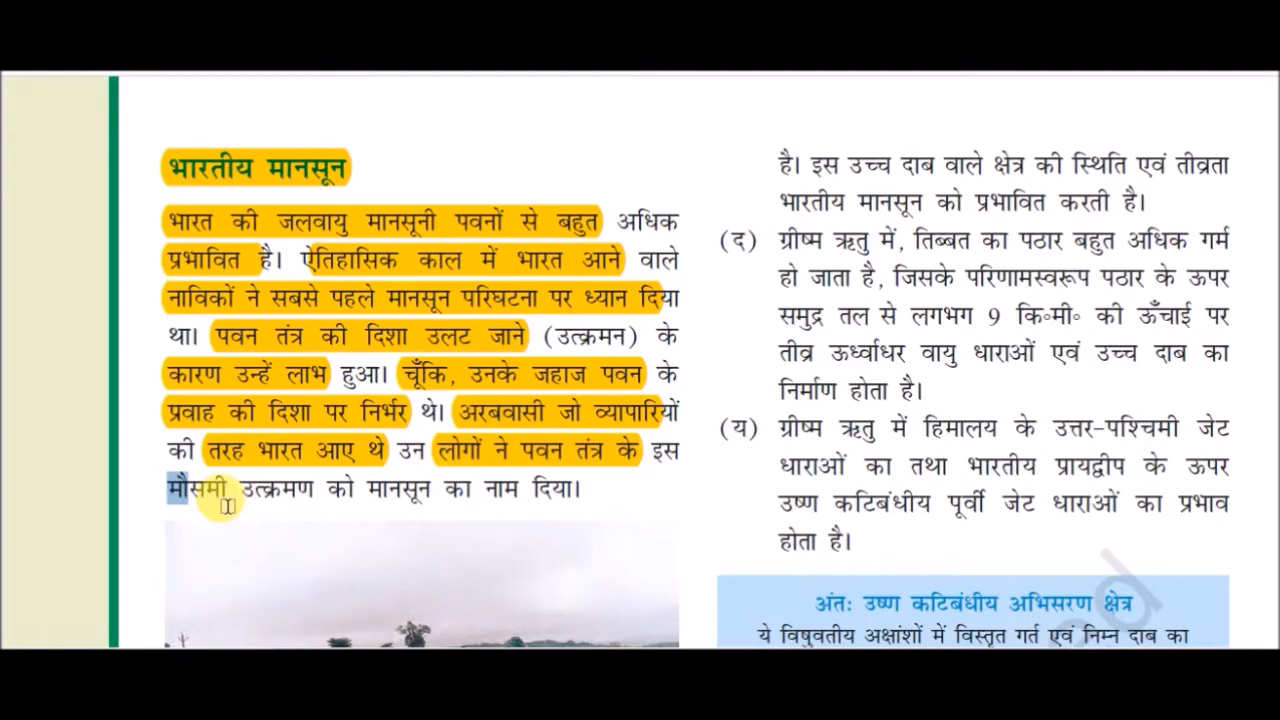 भारतीय मानसून
भारत की जलवायु मानसूनी पवनों से बहुत अधिक
प्रभावित है। ऐतिहासिक काल में भारत आने वाले
नाविकों ने सबसे पहले मानसून परिघटना पर ध्यान दिया
था। पवन तंत्र की दिशा उलट जाने (उत्क्रमन) के
कारण उन्हें लाभ हुआ। चूँकि, उनके जहाज पवन के
प्रवाह की दिशा पर निर्भर थे। अरबवासी जो व्यापारियों
की तरह भारत आए थे उन लोगों ने पवन तंत्र के इस
मौसमी उत्क्रमण को मानसून का नाम दिया।
है। इस उच्च दाब वाले क्षेत्र की स्थिति एवं तीव्रता
भारतीय मानसून को प्रभावित करती है।
(द) ग्रीष्म ऋतु में, तिब्बत का पठार बहुत अधिक गर्म
हो जाता है, जिसके परिणामस्वरूप पठार के ऊपर
समुद्र तल से लगभग 9 कि॰मी॰ की ऊँचाई पर
तीव्र ऊर्ध्वाधर वायु धाराओं एवं उच्च दाब का
निर्माण होता है।
(य) ग्रीष्म ऋतु में हिमालय के उत्तर-पश्चिमी जेट
धाराओं का तथा भारतीय प्रायद्वीप के ऊपर
उष्ण कटिबंधीय पूर्वी जेट धाराओं का प्रभाव
होता है।
अंतः उष्ण कटिबंधीय अभिसरण क्षेत्र
ये विषुवतीय अक्षांशों में विस्तृत गर्त एवं निम्न दाब का